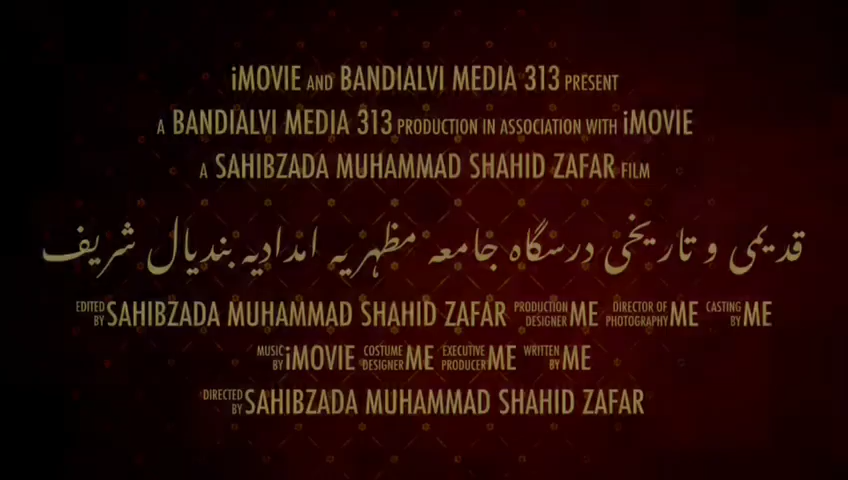 iMOVIE AND BANDIALVI MEDIA 313 PRESENT
A BANDIALVI MEDIA 313 PRODUCTION IN ASSOCIATION WITH iMOVIE
A SAHIBZADA MUHAMMAD SHAHID ZAFAR FILM
قدیمی و تاریخی درسگاہ جامعہ مظہریہ امدادیہ بندیال شریف
EDITED BY SAHIBZADA MUHAMMAD SHAHID ZAFAR PRODUCTION DESIGNER ME DIRECTOR OF PHOTOGRAPHY ME CASTING BY ME
MUSIC BY iMOVIE COSTUME DESIGNER ME EXECUTIVE PRODUCER ME WRITTEN BY ME
DIRECTED BY SAHIBZADA MUHAMMAD SHAHID ZAFAR